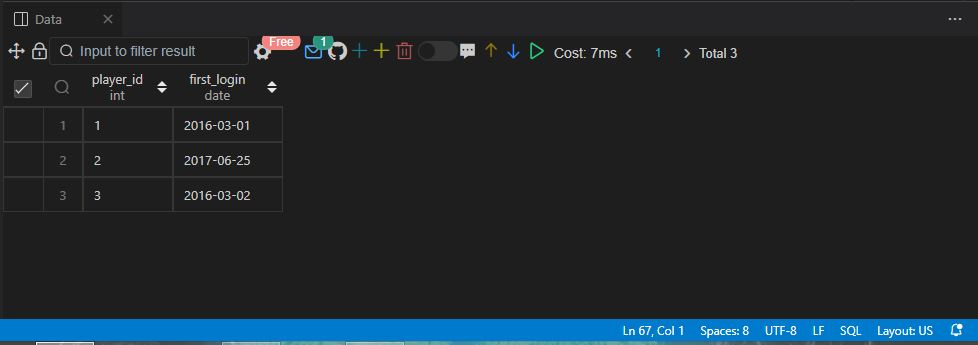 Data
Input to filter result Free 1 Cost: 7ms 1 Total 3
player_id first_login
int date
1 1 2016-03-01
2 2 2017-06-25
3 3 2016-03-02
Ln 67, Col 1 Spaces: 8 UTF-8 LF SQL Layout: US